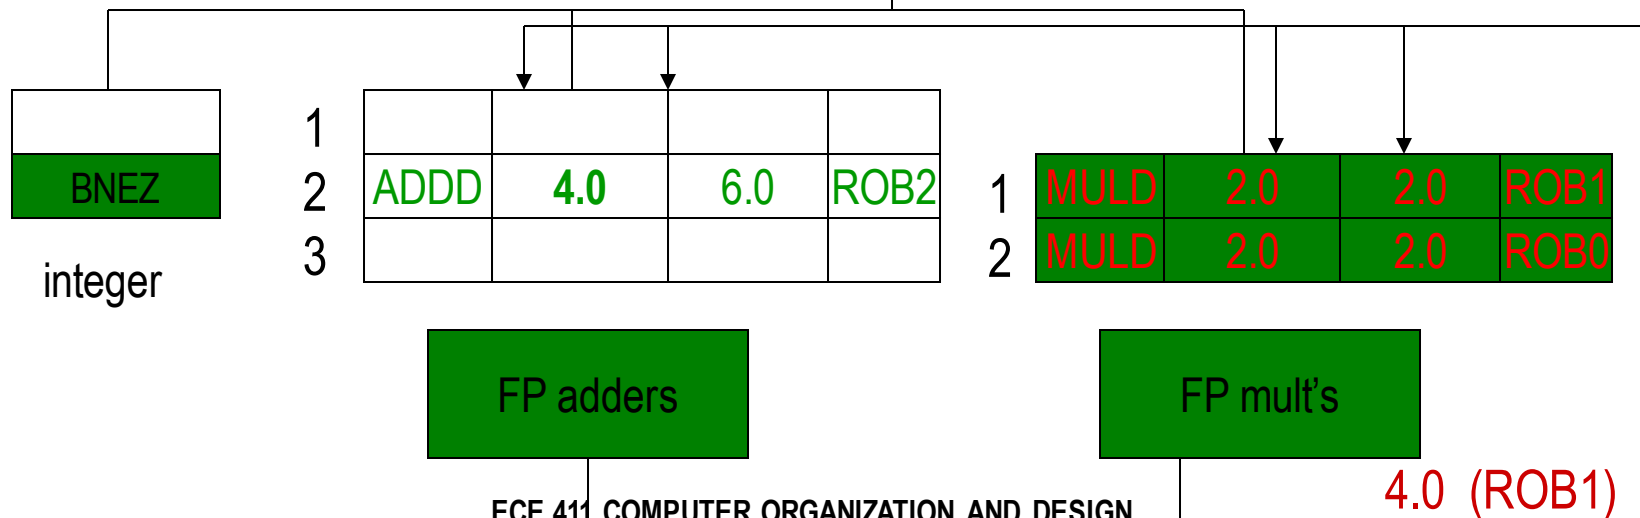 1
BNEZ 2 ADDD 4.0 6.0 ROB2 1 MULD 2.0 2.0 ROB1
3 2 MULD 2.0 2.0 ROB0
integer
FP adders FP mult's
4.0 (ROB1)
ECE 411 COMPUTER ORGANIZATION AND DESIGN